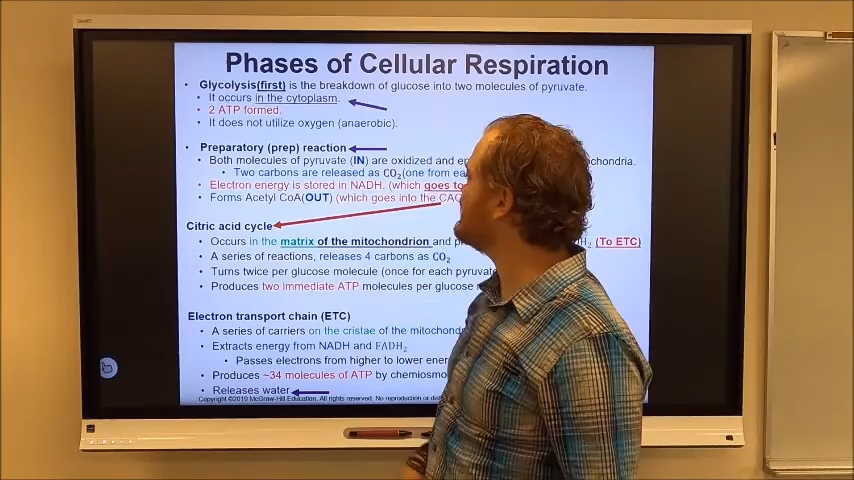 Phases of Cellular Respiration
• Glycolysis(first) is the breakdown of glucose into two molecules of pyruvate.
• It occurs in the cytoplasm.
• 2 ATP formed.
• It does not utilize oxygen (anaerobic).
• Preparatory (prep) reaction
• Both molecules of pyruvate (IN) are oxidized and
• Two carbons are released as CO₂(one from
• Electron energy is stored in NADH. (which goes to
• Forms Acetyl CoA(OUT) (which goes into the CAC
Citric acid cycle
• Occurs in the matrix of the mitochondrion and (To ETC)
• A series of reactions, releases 4 carbons as CO₂
• Turns twice per glucose molecule (once for each pyruvate
• Produces two immediate ATP molecules per glucose
Electron transport chain (ETC)
• A series of carriers on the cristae of the
• Extracts energy from NADH and FADH₂
• Passes electrons from higher to lower
• Produces ~34 molecules of ATP by
• Releases water
Copyright ©2019 McGraw-Hill Education. All rights reserved. No reproduction or